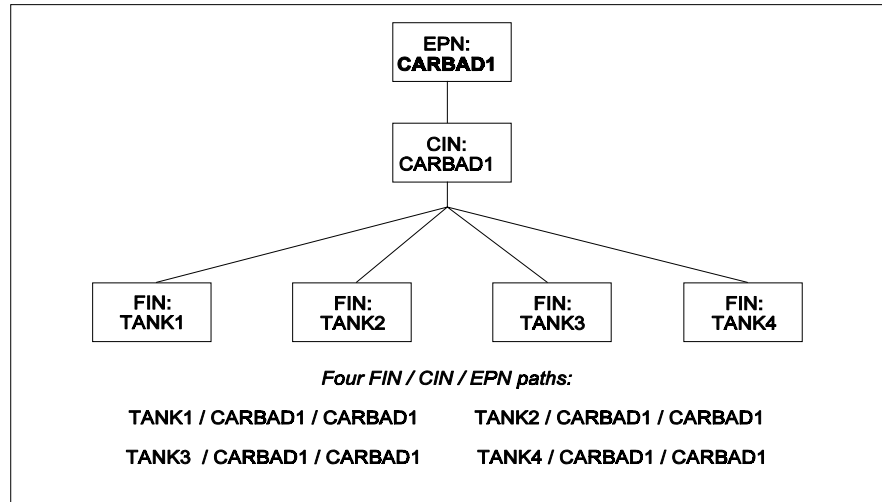 EPN:
CARBAD1
CIN:
CARBAD1
FIN:
TANK1
FIN:
TANK2
FIN:
TANK3
FIN:
TANK4
Four FIN / CIN / EPN paths:
TANK1 / CARBAD1 / CARBAD1
TANK2 / CARBAD1 / CARBAD1
TANK3 / CARBAD1 / CARBAD1
TANK4 / CARBAD1 / CARBAD1